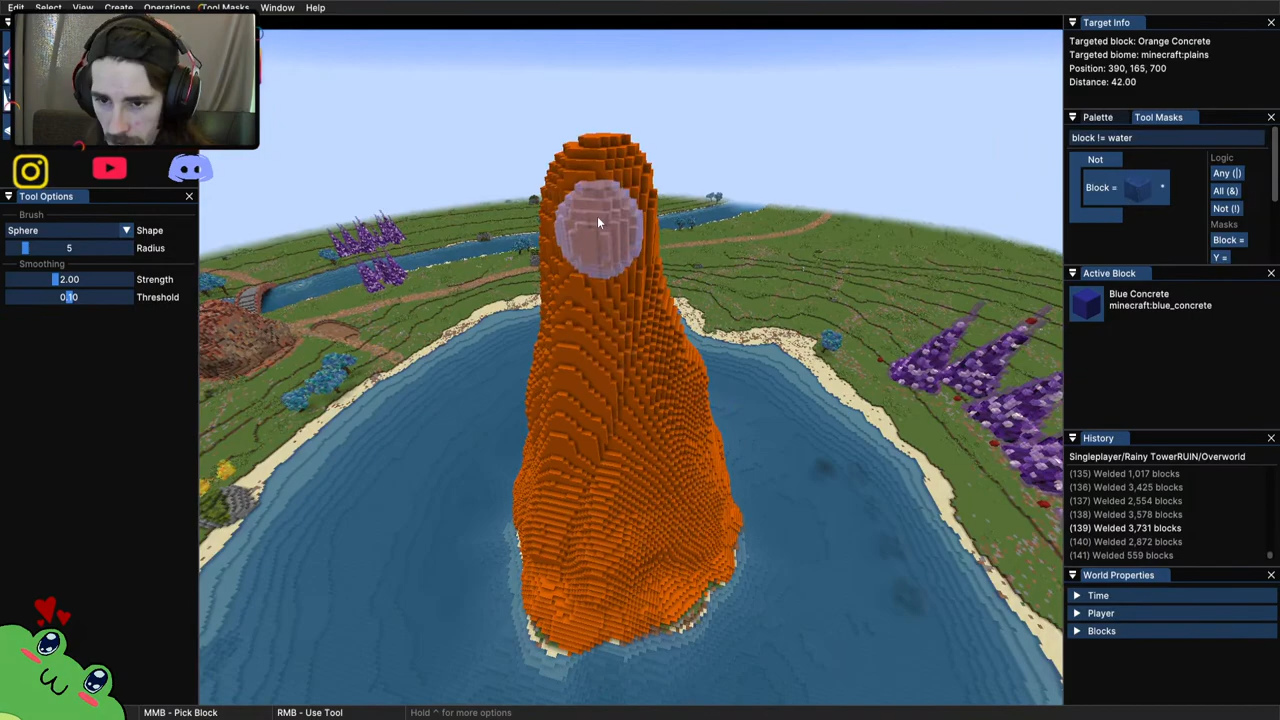 Edit Select View Create Operations Tool Masks Window Help
Tool Options
Brush
Sphere Shape
5 Radius
Smoothing
2.00 Strength
0.10 Threshold
Target Info
Targeted block: Orange Concrete
Targeted biome: minecraft:plains
Position: 390, 165, 700
Distance: 42.00
Palette Tool Masks
block != water
Not
Block = *
Logic
Any (|)
All (&)
Not (!)
Masks
Block =
Y =
Active Block
Blue Concrete
minecraft:blue_concrete
History
Singleplayer/Rainy TowerRUIN/Overworld
(135) Welded 1,017 blocks
(136) Welded 3,425 blocks
(137) Welded 2,554 blocks
(138) Welded 3,578 blocks
(139) Welded 3,731 blocks
(140) Welded 2,872 blocks
(141) Welded 559 blocks
World Properties
Time
Player
Blocks
MMB - Pick Block RMB - Use Tool Hold ^ for more options